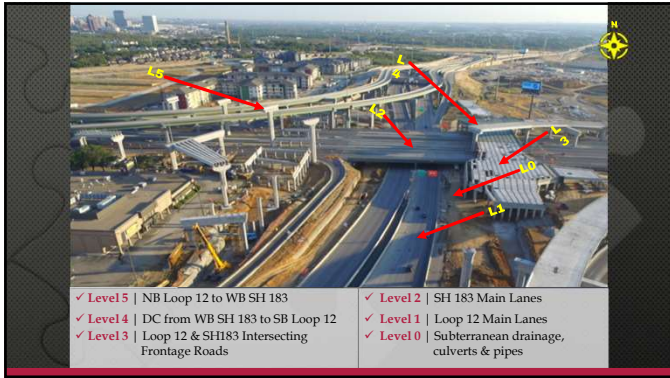 N
L5
L4
L2
L3
L0
L1
✓ Level 5 | NB Loop 12 to WB SH 183
✓ Level 4 | DC from WB SH 183 to SB Loop 12
✓ Level 3 | Loop 12 & SH183 Intersecting
Frontage Roads
✓ Level 2 | SH 183 Main Lanes
✓ Level 1 | Loop 12 Main Lanes
✓ Level 0 | Subterranean drainage,
culverts & pipes